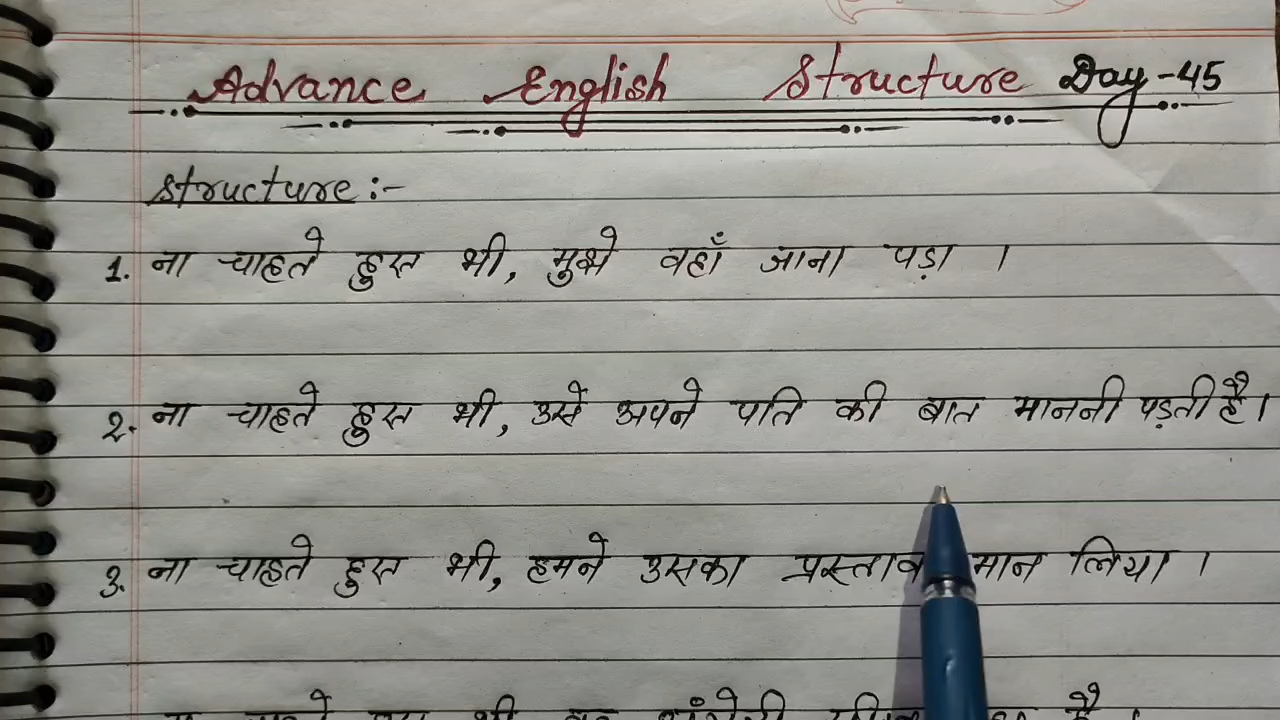 Advance English Structure Day-45
Structure:-
1. ना चाहते हुए भी, मुझे वहाँ जाना पड़ा ।
2. ना चाहते हुए भी, उसे अपने पति की बात माननी पड़ती है।
3. ना चाहते हुए भी, हमने उसका प्रस्ताव मान लिया ।